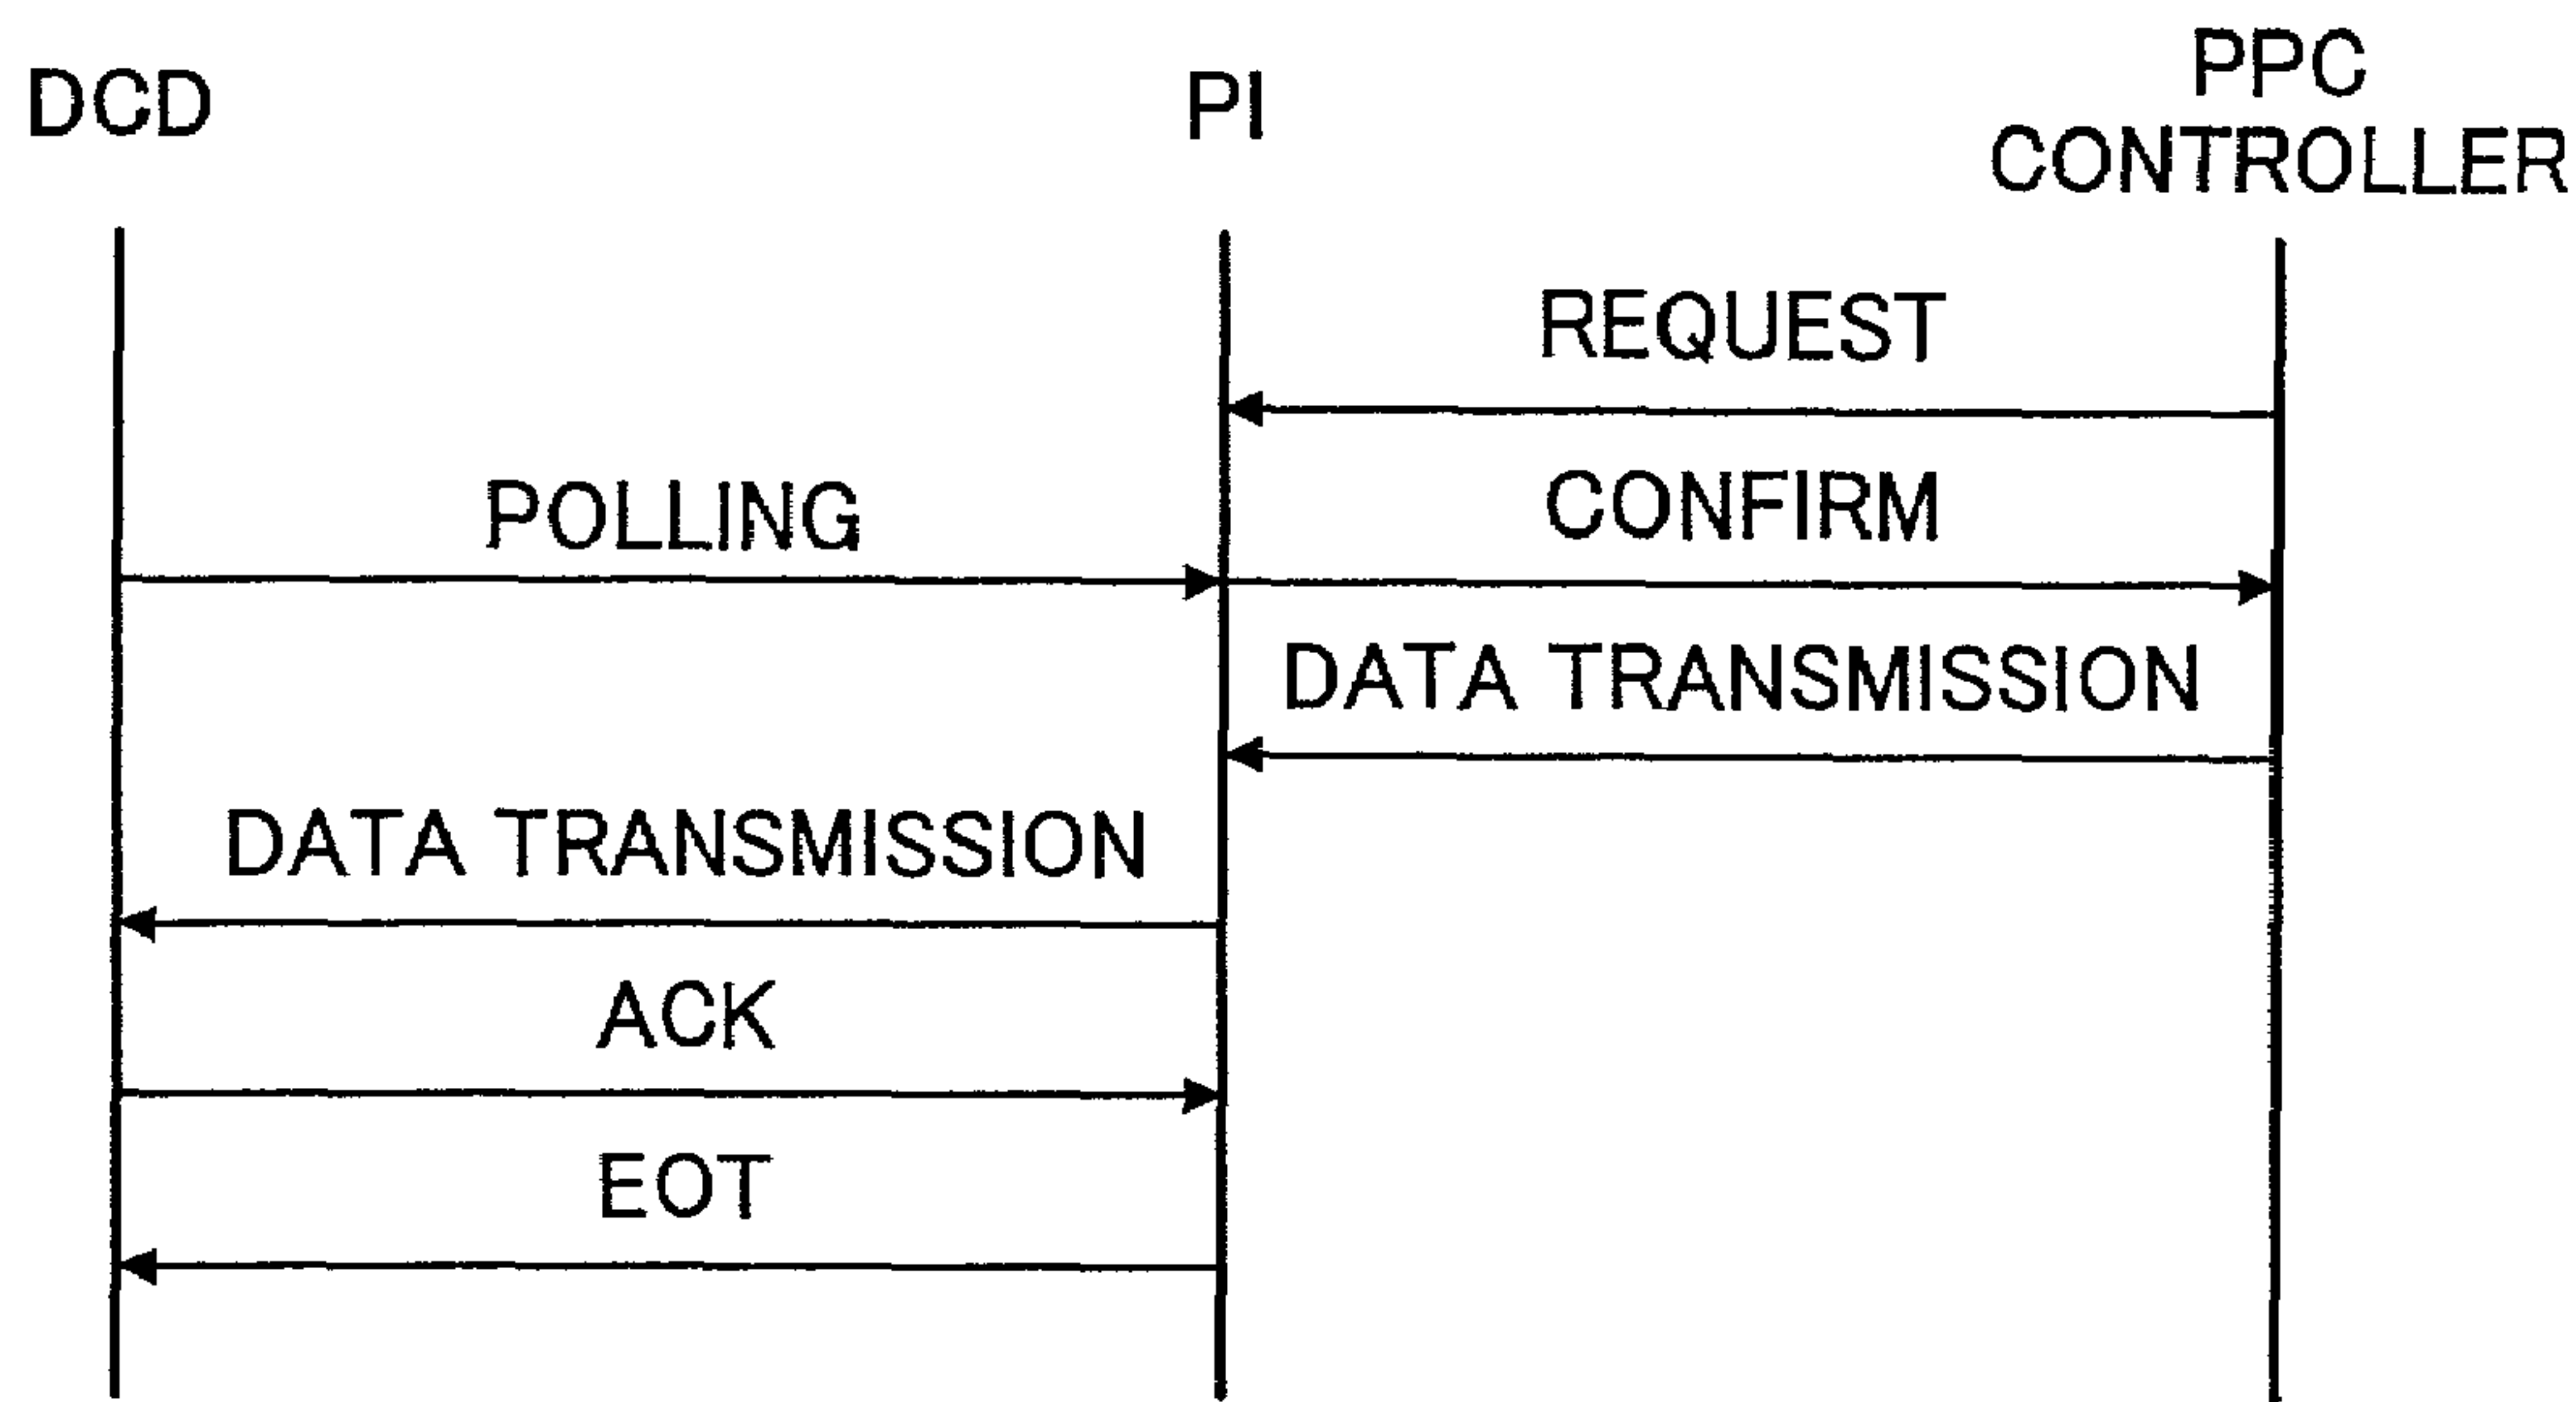 DCD
PI
PPC
CONTROLLER
REQUEST
POLLING
CONFIRM
DATA TRANSMISSION
DATA TRANSMISSION
ACK
EOT